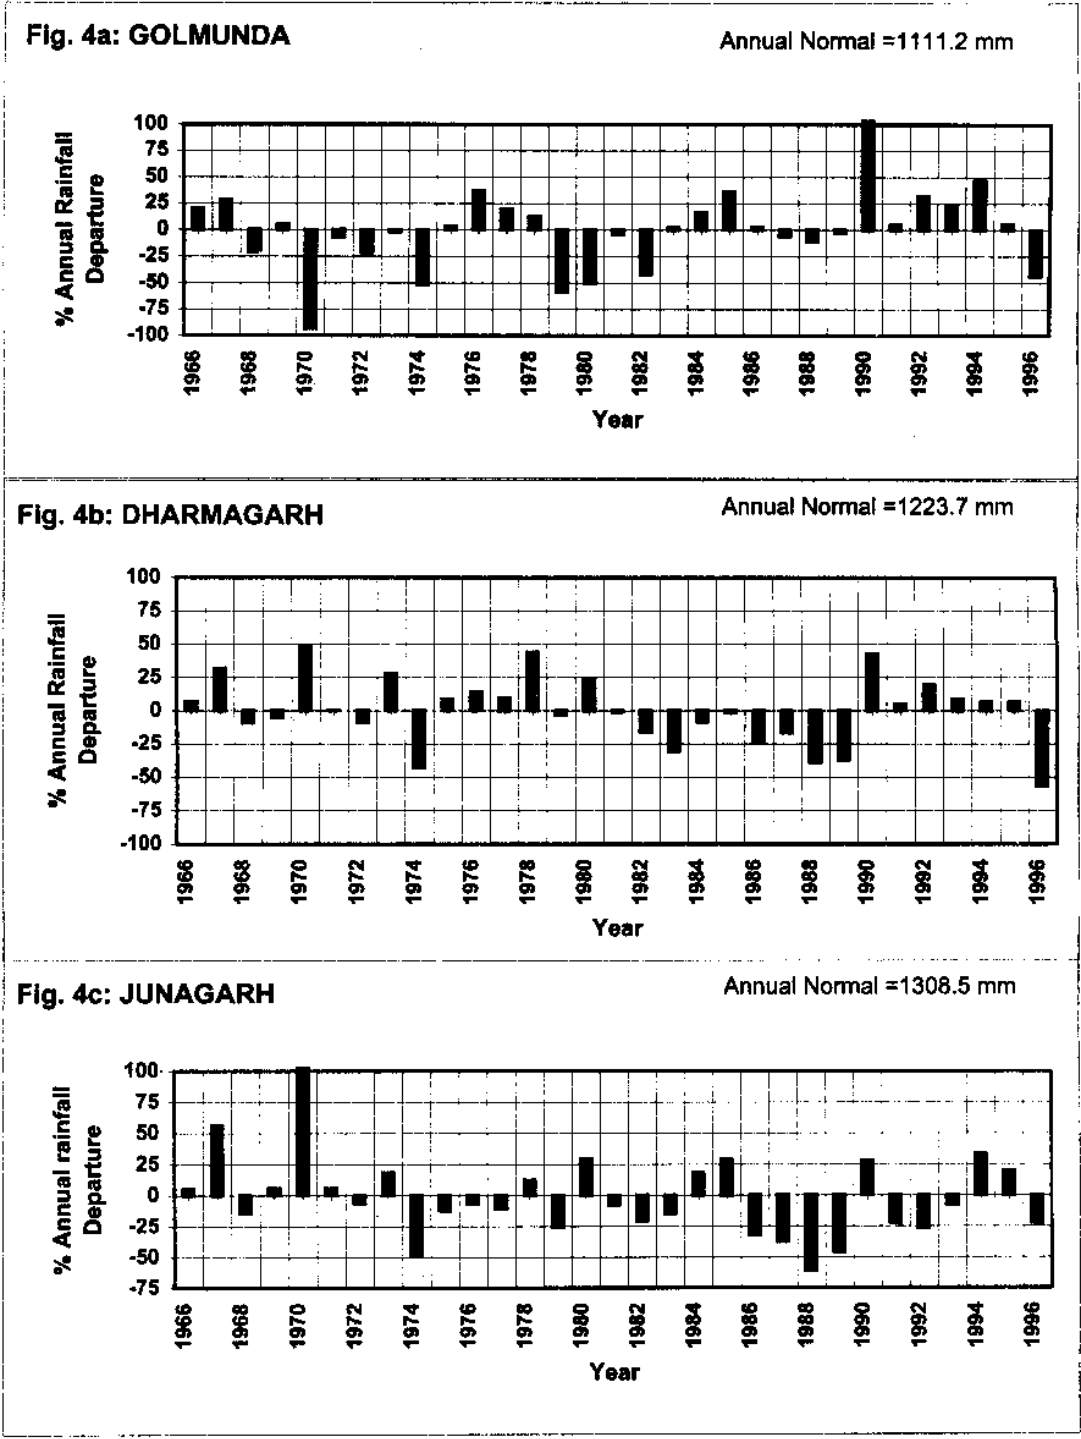 Fig. 4a: GOLMUNDA
Annual Normal =1111.2 mm
% Annual Rainfall
Departure
100
75
50
25
0
-25
-50
-75
-100
1966 1968 1970 1972 1974 1976 1978 1980 1982 1984 1986 1988 1990 1992 1994 1996
Year
Fig. 4b: DHARMAGARH
Annual Normal =1223.7 mm
% Annual Rainfall
Departure
100
75
50
25
0
-25
-50
-75
-100
1966 1968 1970 1972 1974 1976 1978 1980 1982 1984 1986 1988 1990 1992 1994 1996
Year
Fig. 4c: JUNAGARH
Annual Normal =1308.5 mm
% Annual rainfall
Departure
100
75
50
25
0
-25
-50
-75
1966 1968 1970 1972 1974 1976 1978 1980 1982 1984 1986 1988 1990 1992 1994 1996
Year